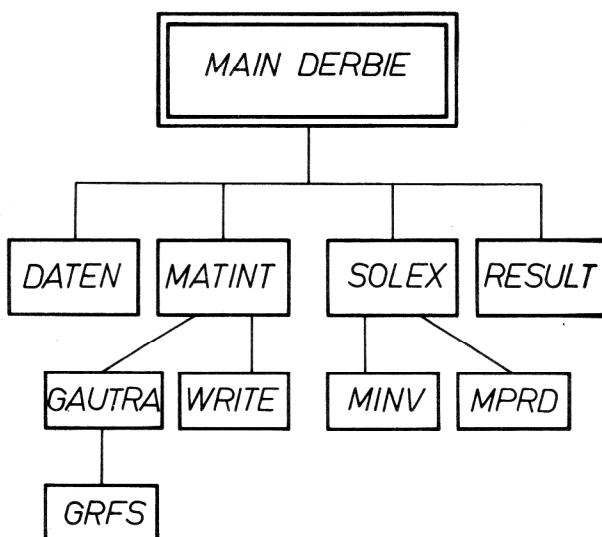 MAIN DERBIE
DATEN MATINT SOLEX RESULT
GAUTRA WRITE MINV MPRD
GRFS